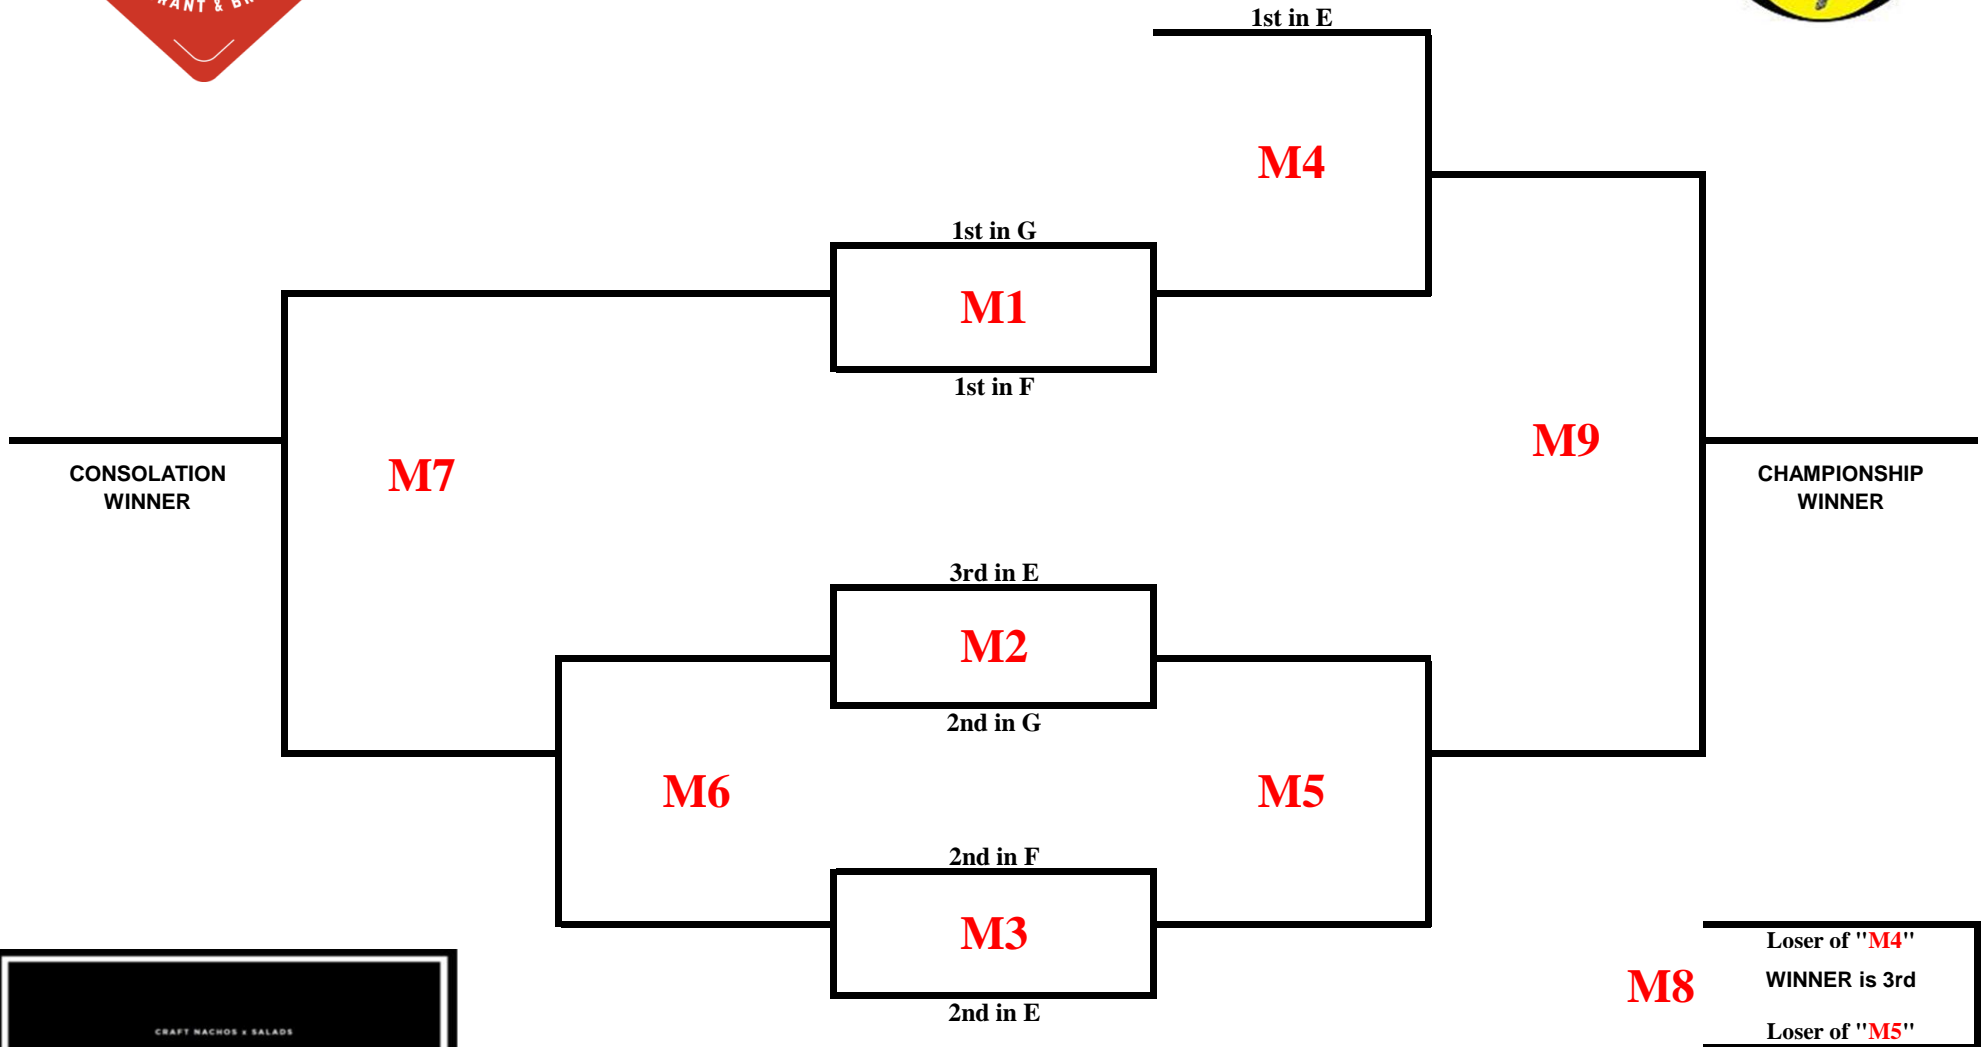 1st in E
M4
1st in G
M1
1st in F
M9
M7
CONSOLATION
WINNER
CHAMPIONSHIP
WINNER
3rd in E
M2
2nd in G
M6
M5
2nd in F
M3
2nd in E
Loser of "M4"
M8
WINNER is 3rd
Loser of "M5"
CRAFT NACHOS x SALADS